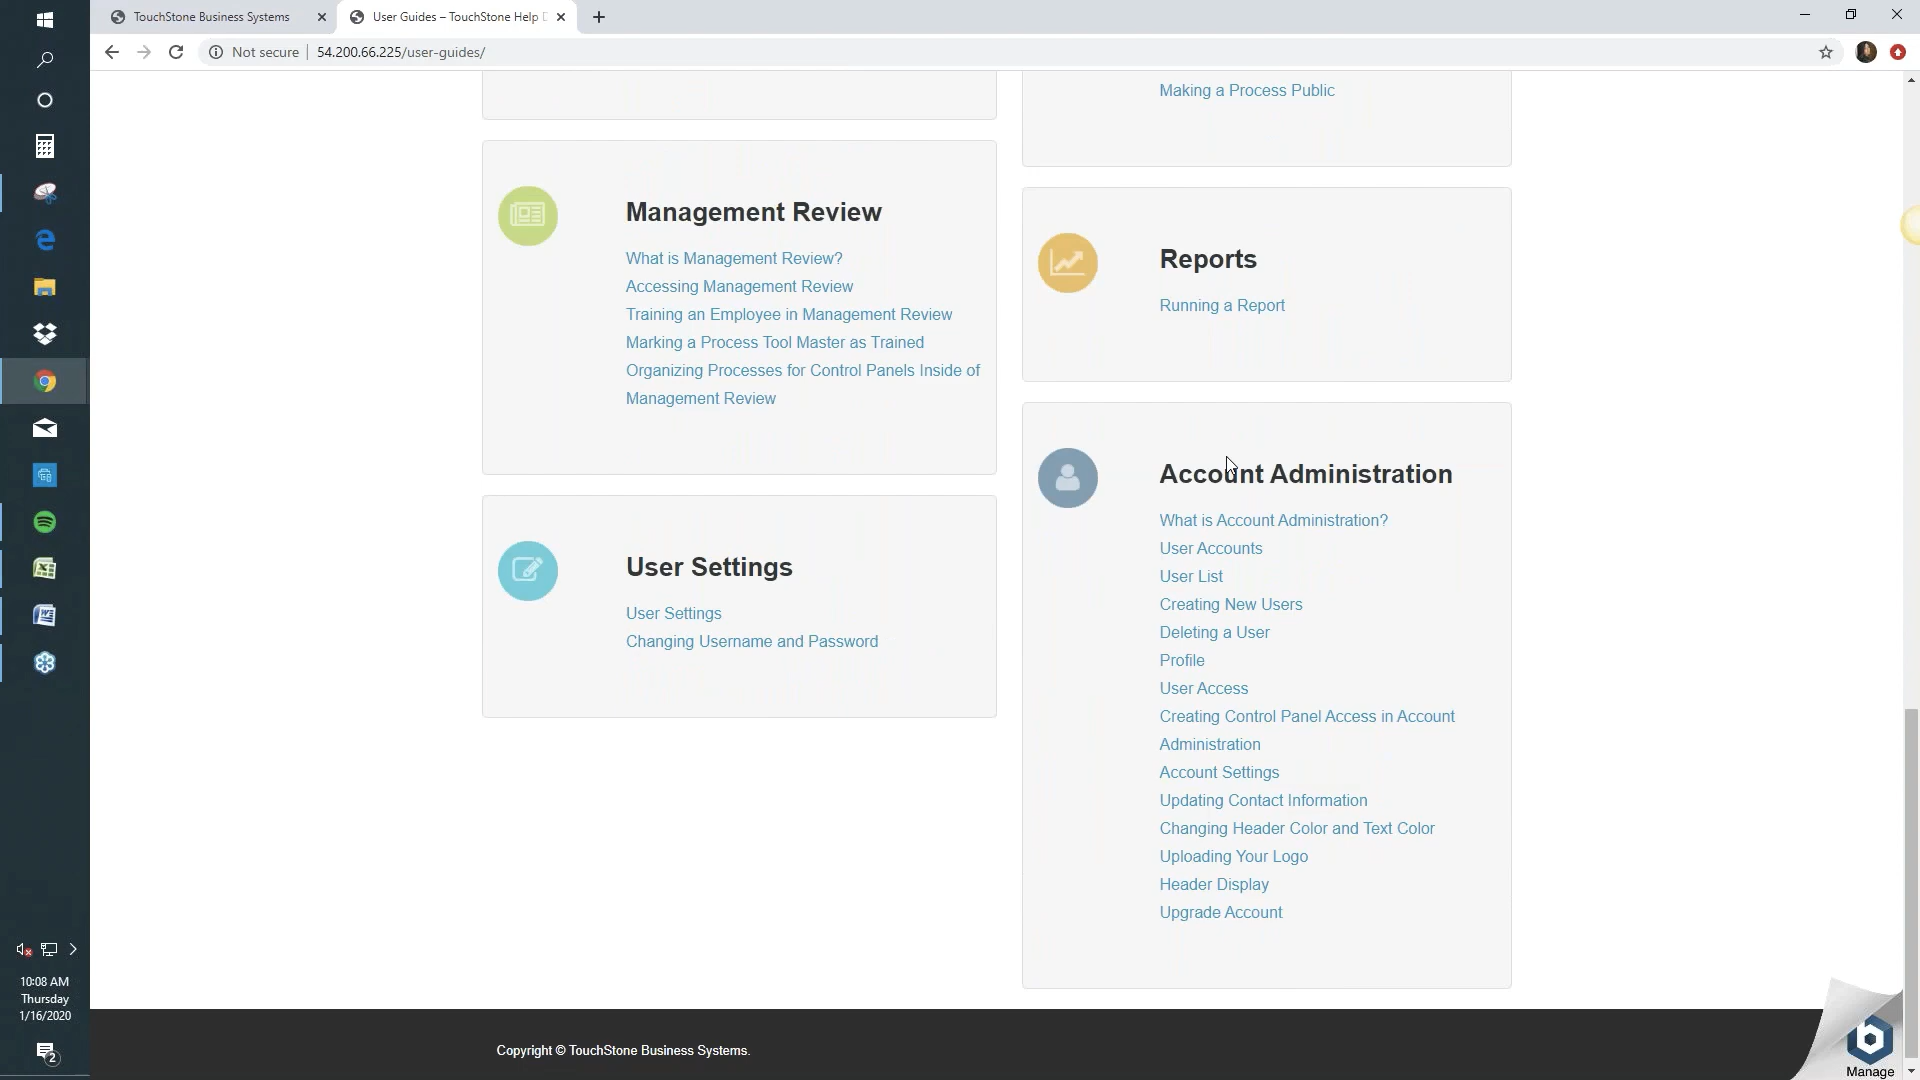 TouchStone Business Systems
User Guides – TouchStone Help
Not secure
54.200.66.225/user-guides/
Making a Process Public
Management Review
What is Management Review?
Accessing Management Review
Training an Employee in Management Review
Marking a Process Tool Master as Trained
Organizing Processes for Control Panels Inside of
Management Review
Reports
Running a Report
User Settings
User Settings
Changing Username and Password
Account Administration
What is Account Administration?
User Accounts
User List
Creating New Users
Deleting a User
Profile
User Access
Creating Control Panel Access in Account
Administration
Account Settings
Updating Contact Information
Changing Header Color and Text Color
Uploading Your Logo
Header Display
Upgrade Account
10:08 AM
Thursday
1/16/2020
2
Copyright © TouchStone Business Systems.
b
Manage